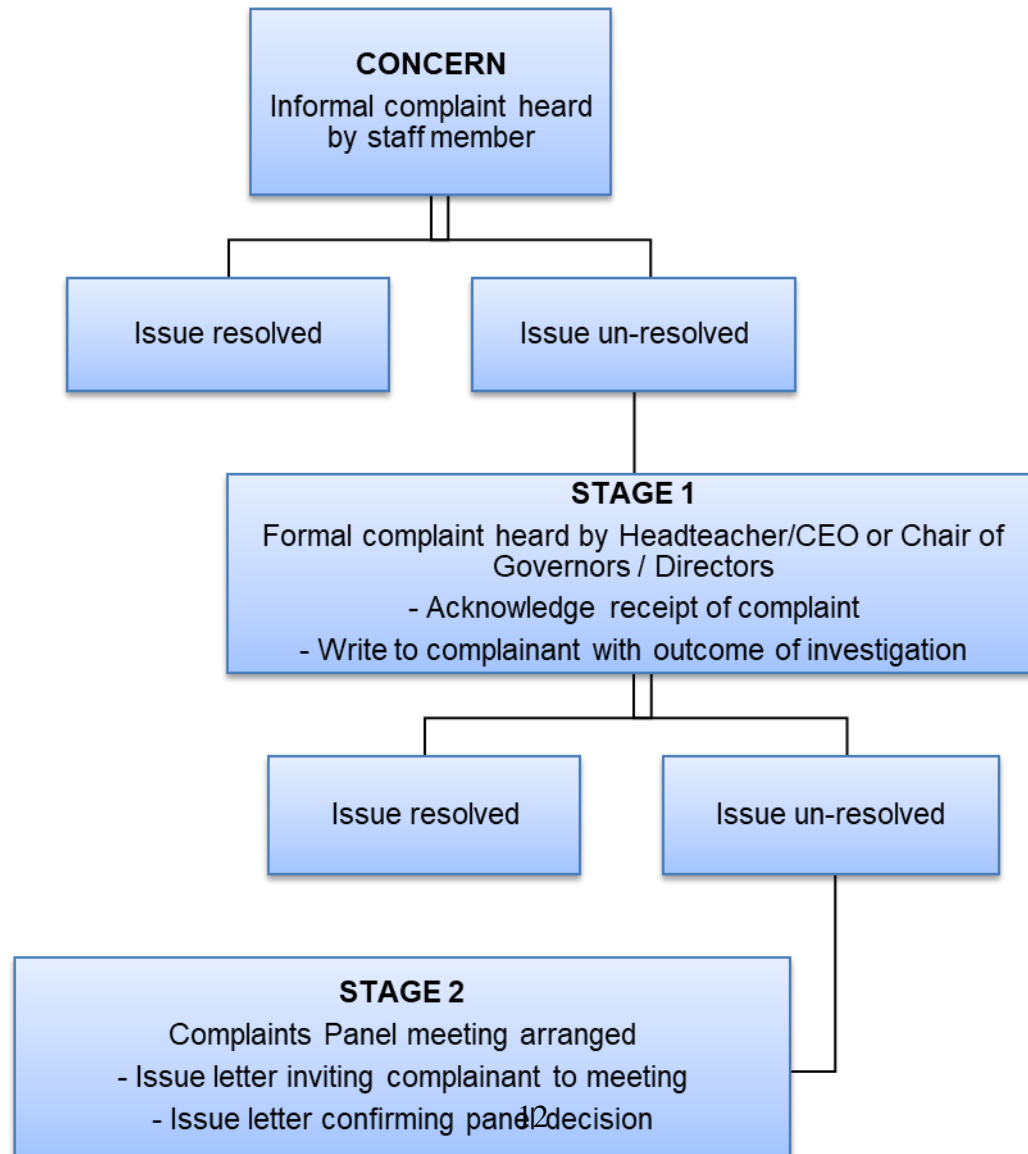 CONCERN
Informal complaint heard
by staff member
Issue resolved
Issue un-resolved
STAGE 1
Formal complaint heard by Headteacher/CEO or Chair of
Governors / Directors
- Acknowledge receipt of complaint
- Write to complainant with outcome of investigation
Issue resolved
Issue un-resolved
STAGE 2
Complaints Panel meeting arranged
- Issue letter inviting complainant to meeting
- Issue letter confirming panel decision
12